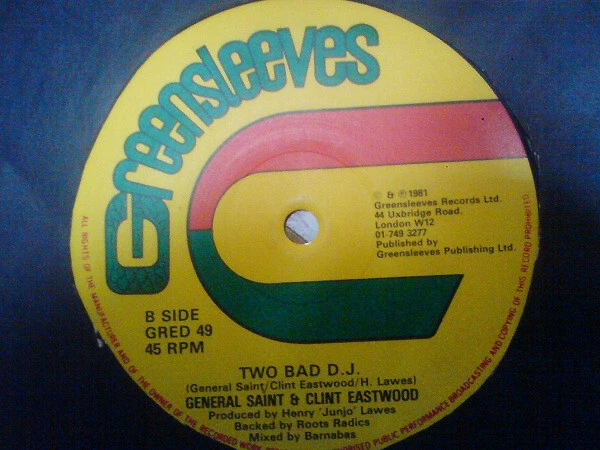 Greensleeves
© & ℗ 1981
Greensleeves Records Ltd.
44 Uxbridge Road,
London W12
01-749 3277
Published by
Greensleeves Publishing Ltd.
B SIDE
GRED 49
45 RPM
TWO BAD D.J.
(General Saint/Clint Eastwood/H. Lawes)
GENERAL SAINT & CLINT EASTWOOD
Produced by Henry 'Junjo' Lawes
Backed by Roots Radics
Mixed by Barnabas
ALL RIGHTS OF THE MANUFACTURER AND OF THE OWNER OF THE RECORDED WORK
PUBLIC PERFORMANCE BROADCASTING AND COPYING OF THIS RECORD PROHIBITED